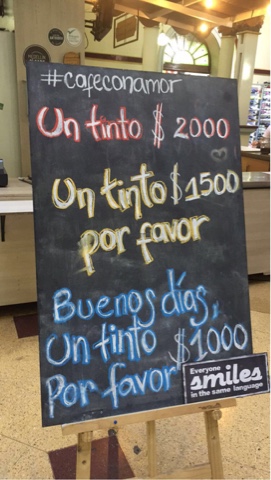 #cafeconamor
Un tinto $ 2000
Un tinto $1500
por favor
Buenos días,
Un tinto $1000
Por favor
Everyone
smiles
in the same language